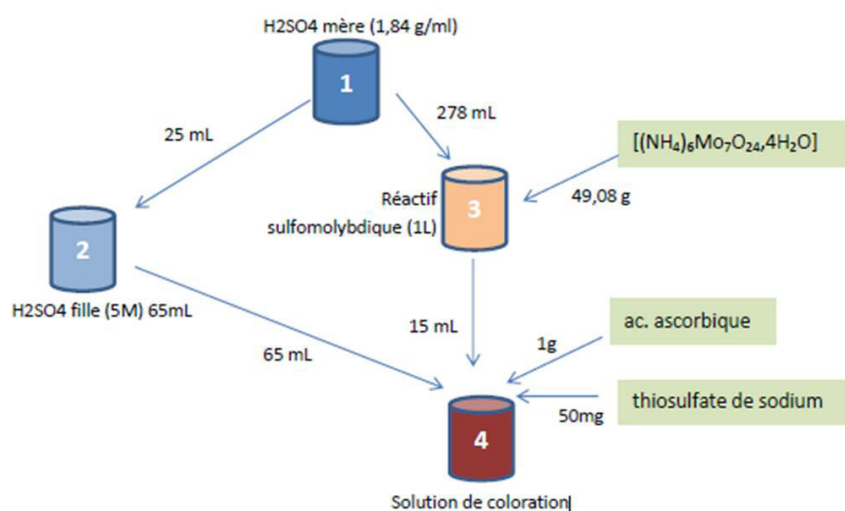 H2SO4 mère (1,84 g/ml)
1
25 mL
278 mL
[(NH₄)₆Mo₇O₂₄,4H₂O]
49,08 g
Réactif
sulfomolybdique (1L)
3
2
H2SO4 fille (5M) 65mL
15 mL
65 mL
ac. ascorbique
1g
thiosulfate de sodium
50mg
4
Solution de coloration